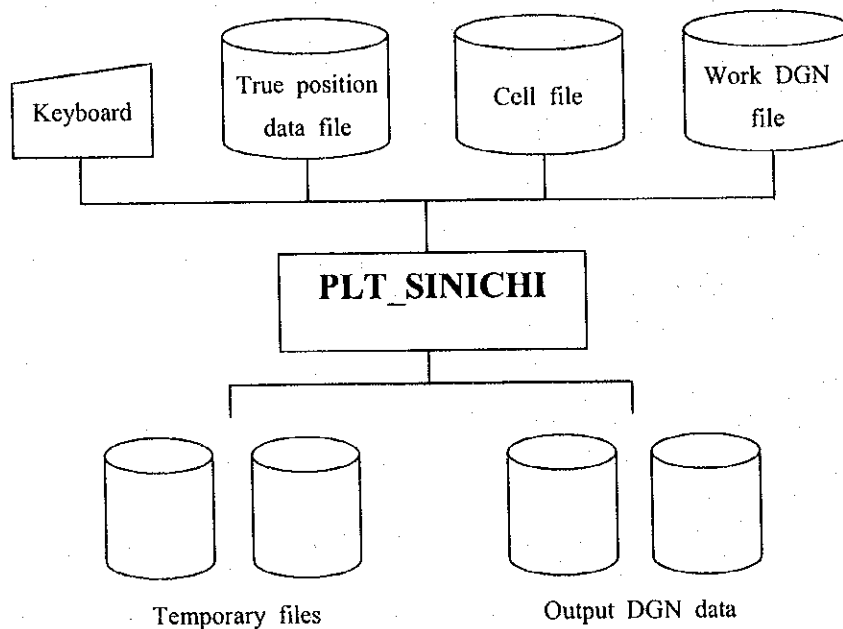 Keyboard
True position
data file
Cell file
Work DGN
file
PLT_SINICHI
Temporary files
Output DGN data